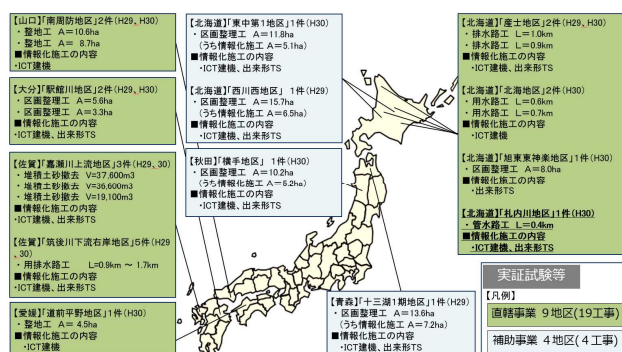 【山口】「南周防地区」2件(H29、H30)
・整地工 A=10.6ha
・整地工 A= 8.7ha
■情報化施工の内容
・ICT建機
【大分】「駅館川地区」2件(H29、H30)
・区画整理工 A=5.6ha
・区画整理工 A=3.3ha
■情報化施工の内容
・ICT建機、出来形TS
【佐賀】「嘉瀬川上流地区」3件(H29、30)
・堆積土砂撤去 V=37,600m3
・堆積土砂撤去 V=36,600m3
・堆積土砂撤去 V=19,100m3
■情報化施工の内容
・ICT建機、出来形TS
【佐賀】「筑後川下流右岸地区」5件(H29
、30)
・用排水路工 L=0.9km ～ 1.7km
■情報化施工の内容
・ICT建機、出来形TS
【愛媛】「道前平野地区」1件(H30)
・整地工 A=4.5ha
■情報化施工の内容
・ICT建機
【北海道】「東中第1地区」1件(H30)
・区画整理工 A=11.8ha
(うち情報化施工 A=5.1ha)
■情報化施工の内容
・ICT建機、出来形TS
【北海道】「西川西地区」 1件(H29)
・区画整理工 A=15.7ha
(うち情報化施工 A=6.5ha)
■情報化施工の内容
・ICT建機、出来形TS
【秋田】「横手地区」 1件(H30)
・区画整理工 A=10.2ha
(うち情報化施工 A=5.2ha)
■情報化施工の内容
・ICT建機、出来形TS
【青森】「十三湖1期地区」1件(H29)
・区画整理工 A=13.6ha
(うち情報化施工 A=7.2ha)
■情報化施工の内容
・ICT建機、出来形TS
【北海道】「産士地区」2件(H29、H30)
・排水路工 L=1.0km
・排水路工 L=0.9km
■情報化施工の内容
・ICT建機、出来形TS
【北海道】「北海地区」2件(H30)
・用水路工 L=0.6km
・用水路工 L=0.7km
■情報化施工の内容
・ICT建機
【北海道】「旭東東神楽地区」1件(H30)
・区画整理工 A=8.0ha
■情報化施工の内容
・出来形TS
【北海道】「札内川地区」1件(H30)
・管水路工 L=0.4km
■情報化施工の内容
・ICT建機、出来形TS
実証試験等
【凡例】
直轄事業 9地区(19工事)
補助事業 4地区(4工事)